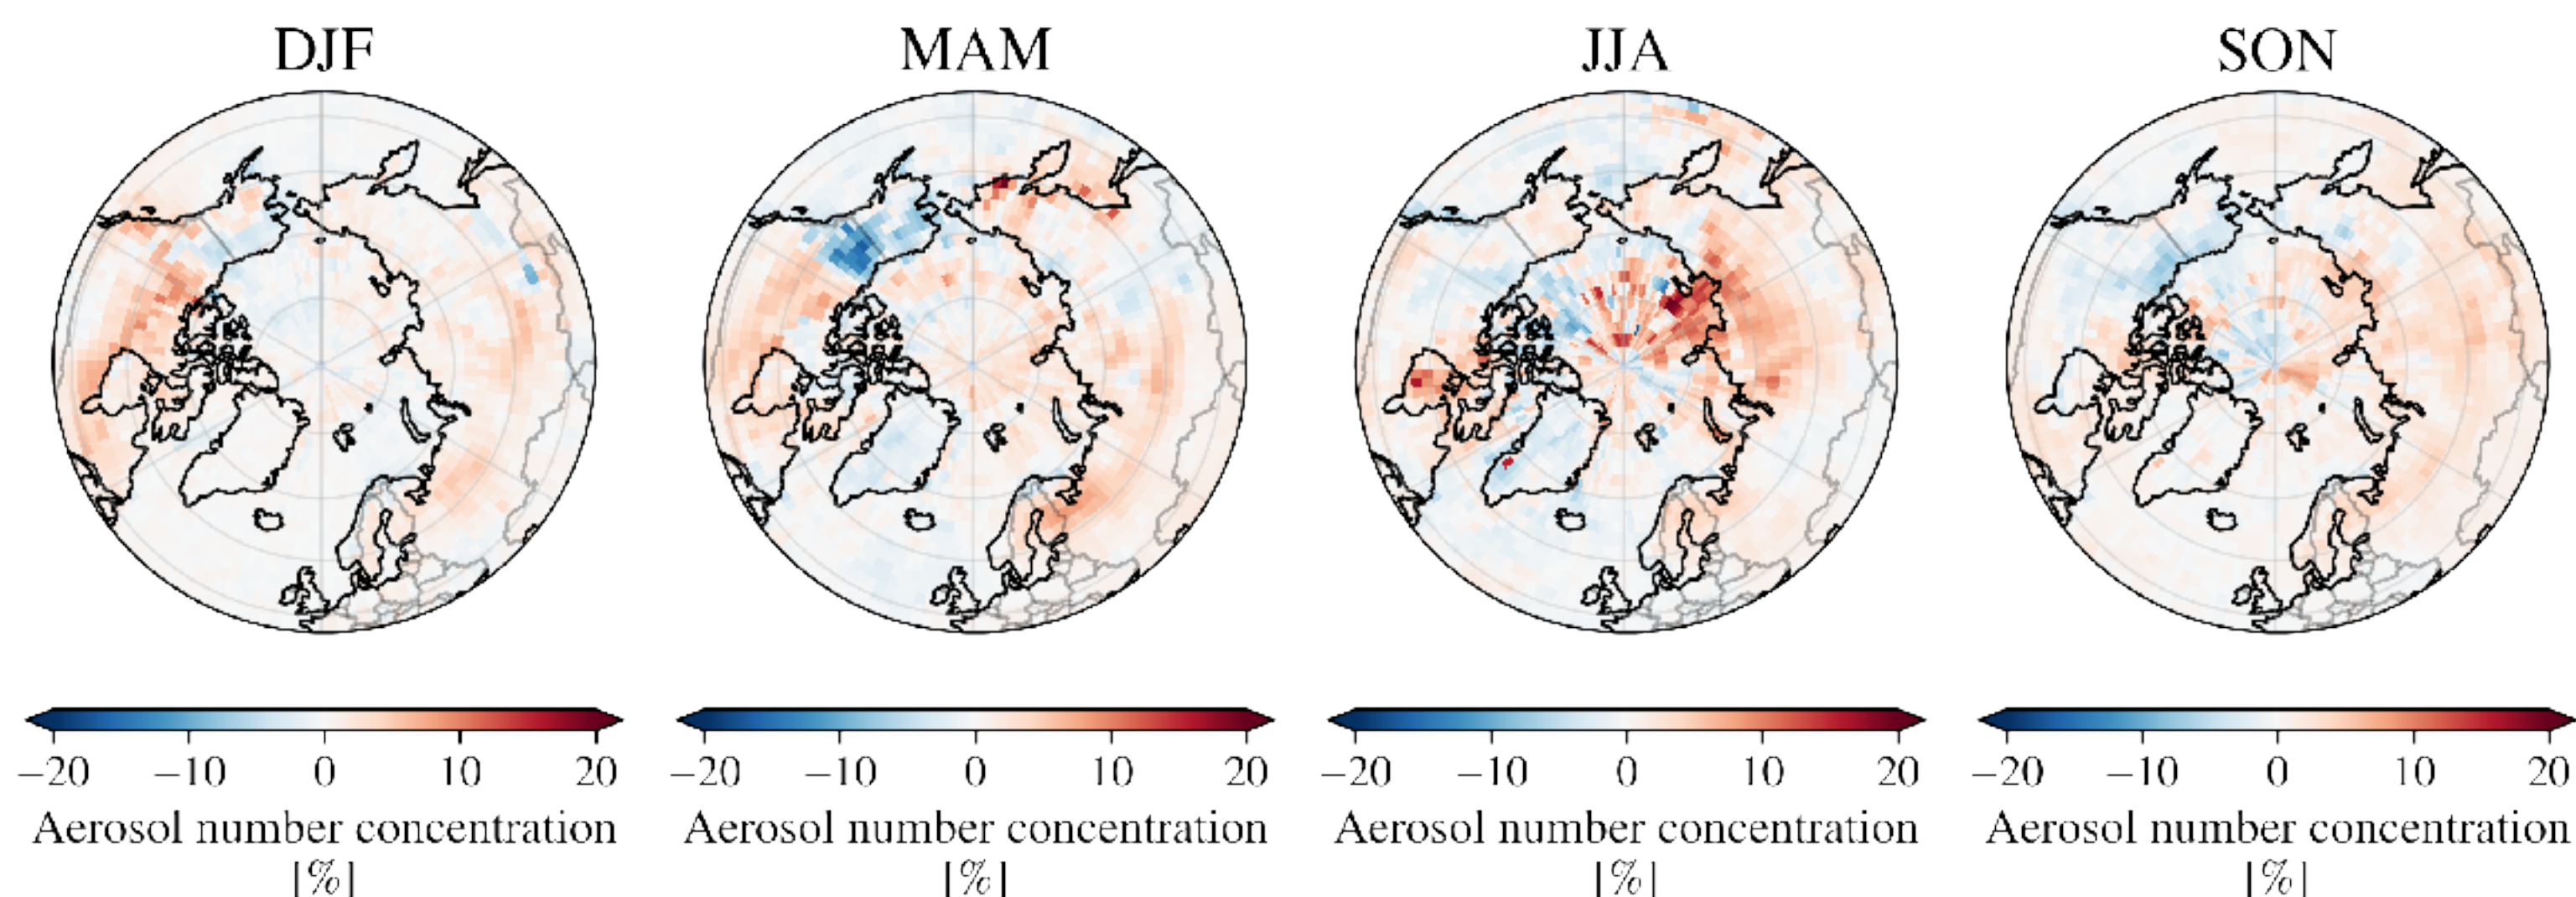 DJF MAM JJA SON
−20 −10 0 10 20 −20 −10 0 10 20 −20 −10 0 10 20 −20 −10 0 10 20
Aerosol number concentration Aerosol number concentration Aerosol number concentration Aerosol number concentration
[%] [%] [%] [%]